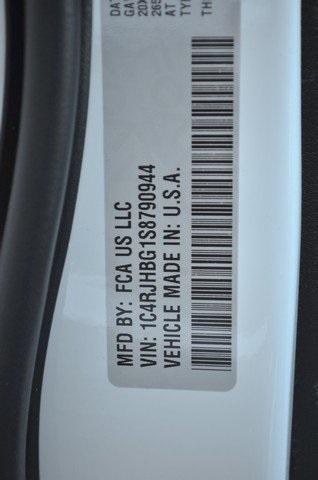 MFD BY: FCA US LLC
VIN: 1C4RJHBG1S8790944
VEHICLE MADE IN: U.S.A.